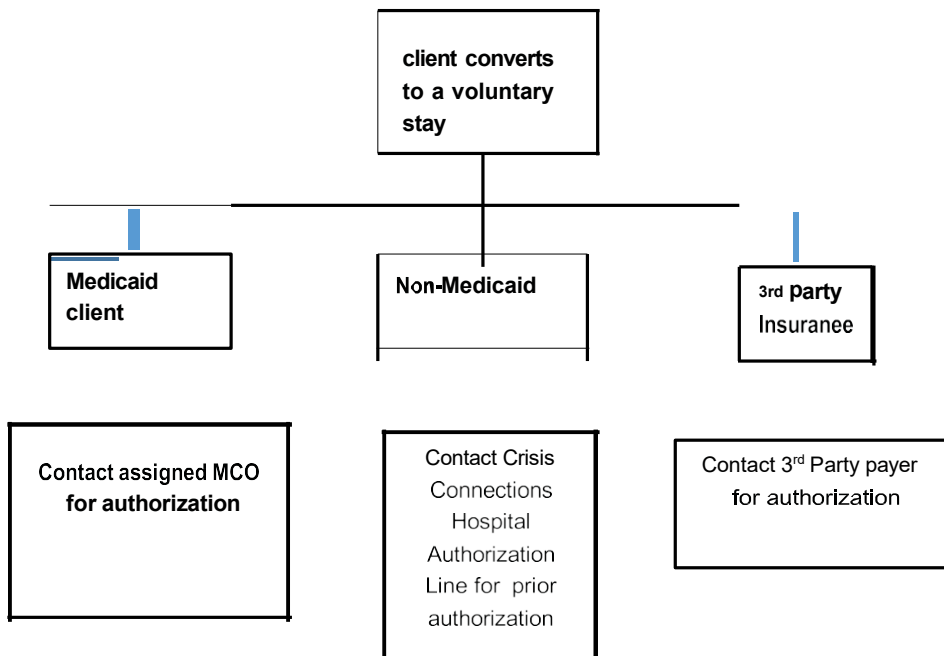 client converts
to a voluntary
stay
Medicaid
client
Non-Medicaid
3rd party
Insuranee
Contact assigned MCO
for authorization
Contact Crisis
Connections
Hospital
Authorization
Line for prior
authorization
Contact 3rd Party payer
for authorization